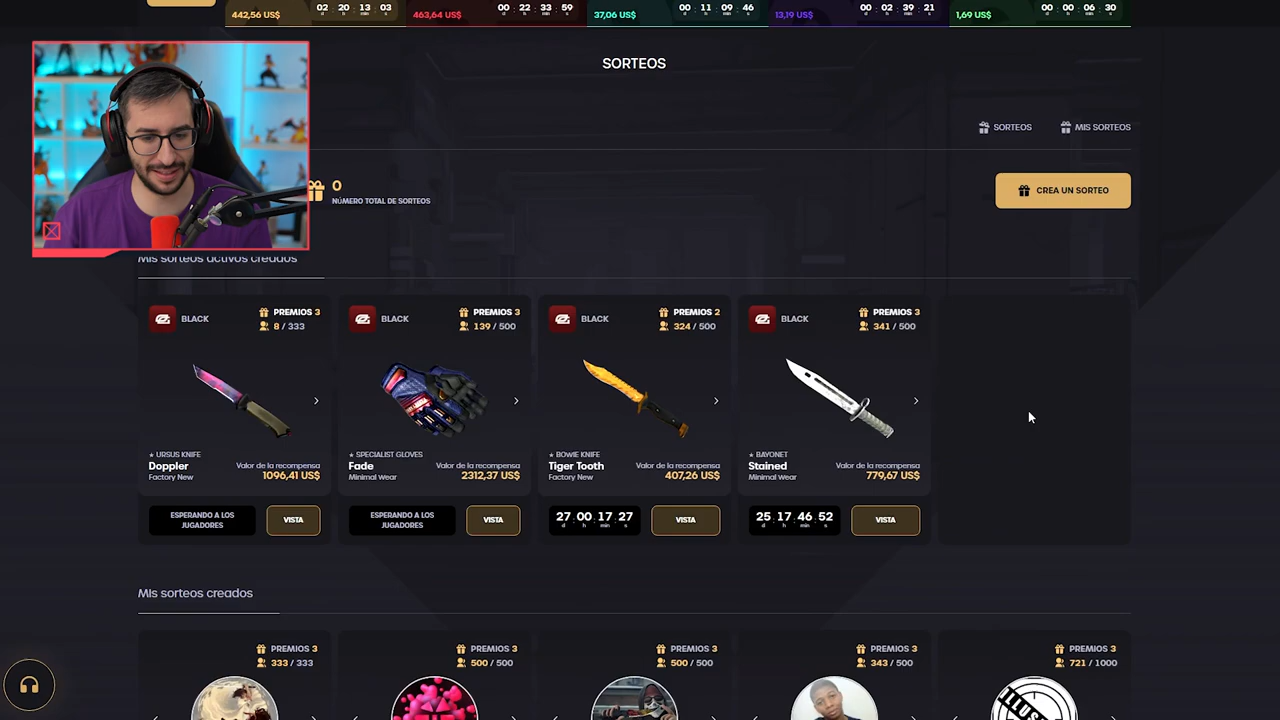 442,56 US$
02 : 20 : 13 : 03
d h min s
463,64 US$
00 : 22 : 33 : 59
d h min s
37,06 US$
00 : 11 : 09 : 46
d h min s
13,19 US$
00 : 02 : 39 : 21
d h min s
1,69 US$
00 : 00 : 06 : 30
d h min s
SORTEOS
SORTEOS
MIS SORTEOS
0
NÚMERO TOTAL DE SORTEOS
CREA UN SORTEO
Mis sorteos activos creados
BLACK
PREMIOS 3
8 / 333
★ URSUS KNIFE
Doppler
Factory New
Valor de la recompensa
1096,41 US$
ESPERANDO A LOS
JUGADORES
VISTA
BLACK
PREMIOS 3
139 / 500
★ SPECIALIST GLOVES
Fade
Minimal Wear
Valor de la recompensa
2312,37 US$
ESPERANDO A LOS
JUGADORES
VISTA
BLACK
PREMIOS 2
324 / 500
★ BOWIE KNIFE
Tiger Tooth
Factory New
Valor de la recompensa
407,26 US$
27 : 00 : 17 : 27
d h min s
VISTA
BLACK
PREMIOS 3
341 / 500
★ BAYONET
Stained
Minimal Wear
Valor de la recompensa
779,67 US$
25 : 17 : 46 : 52
d h min s
VISTA
Mis sorteos creados
PREMIOS 3
333 / 333
PREMIOS 3
500 / 500
PREMIOS 3
500 / 500
PREMIOS 3
343 / 500
PREMIOS 3
721 / 1000